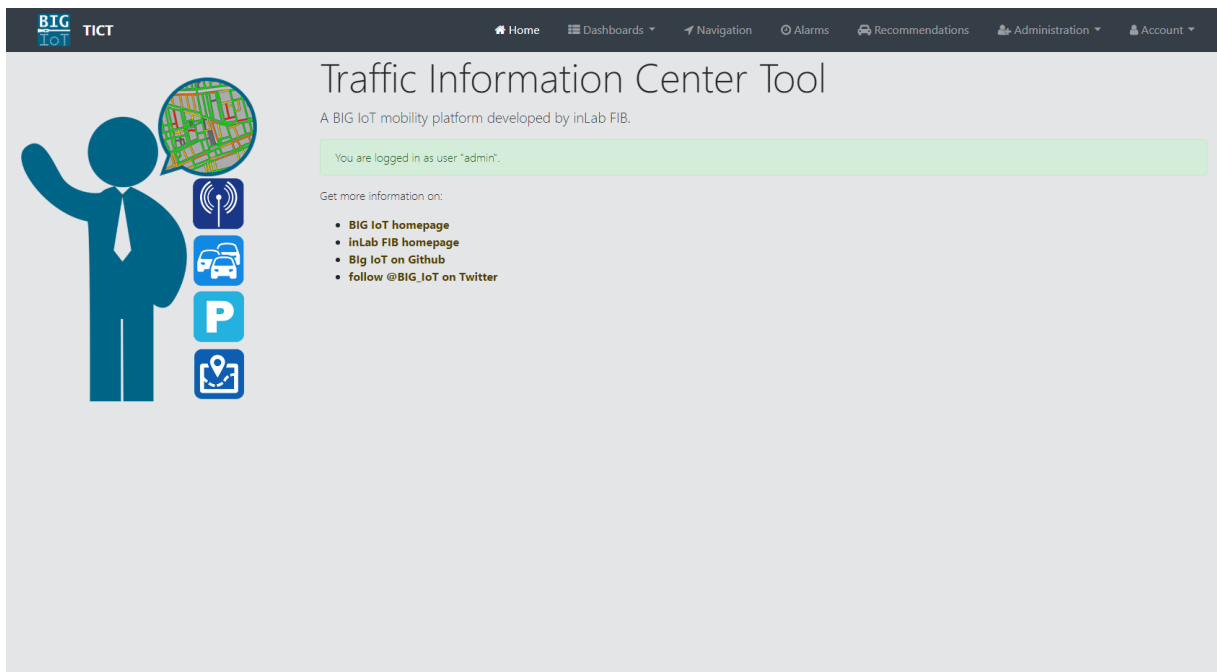 BIG
IoT
TICT
Home
Dashboards
Navigation
Alarms
Recommendations
Administration
Account
Traffic Information Center Tool
A BIG IoT mobility platform developed by inLab FIB.
You are logged in as user "admin".
Get more information on:
BIG IoT homepage
inLab FIB homepage
BIg IoT on Github
follow @BIG_IoT on Twitter
P